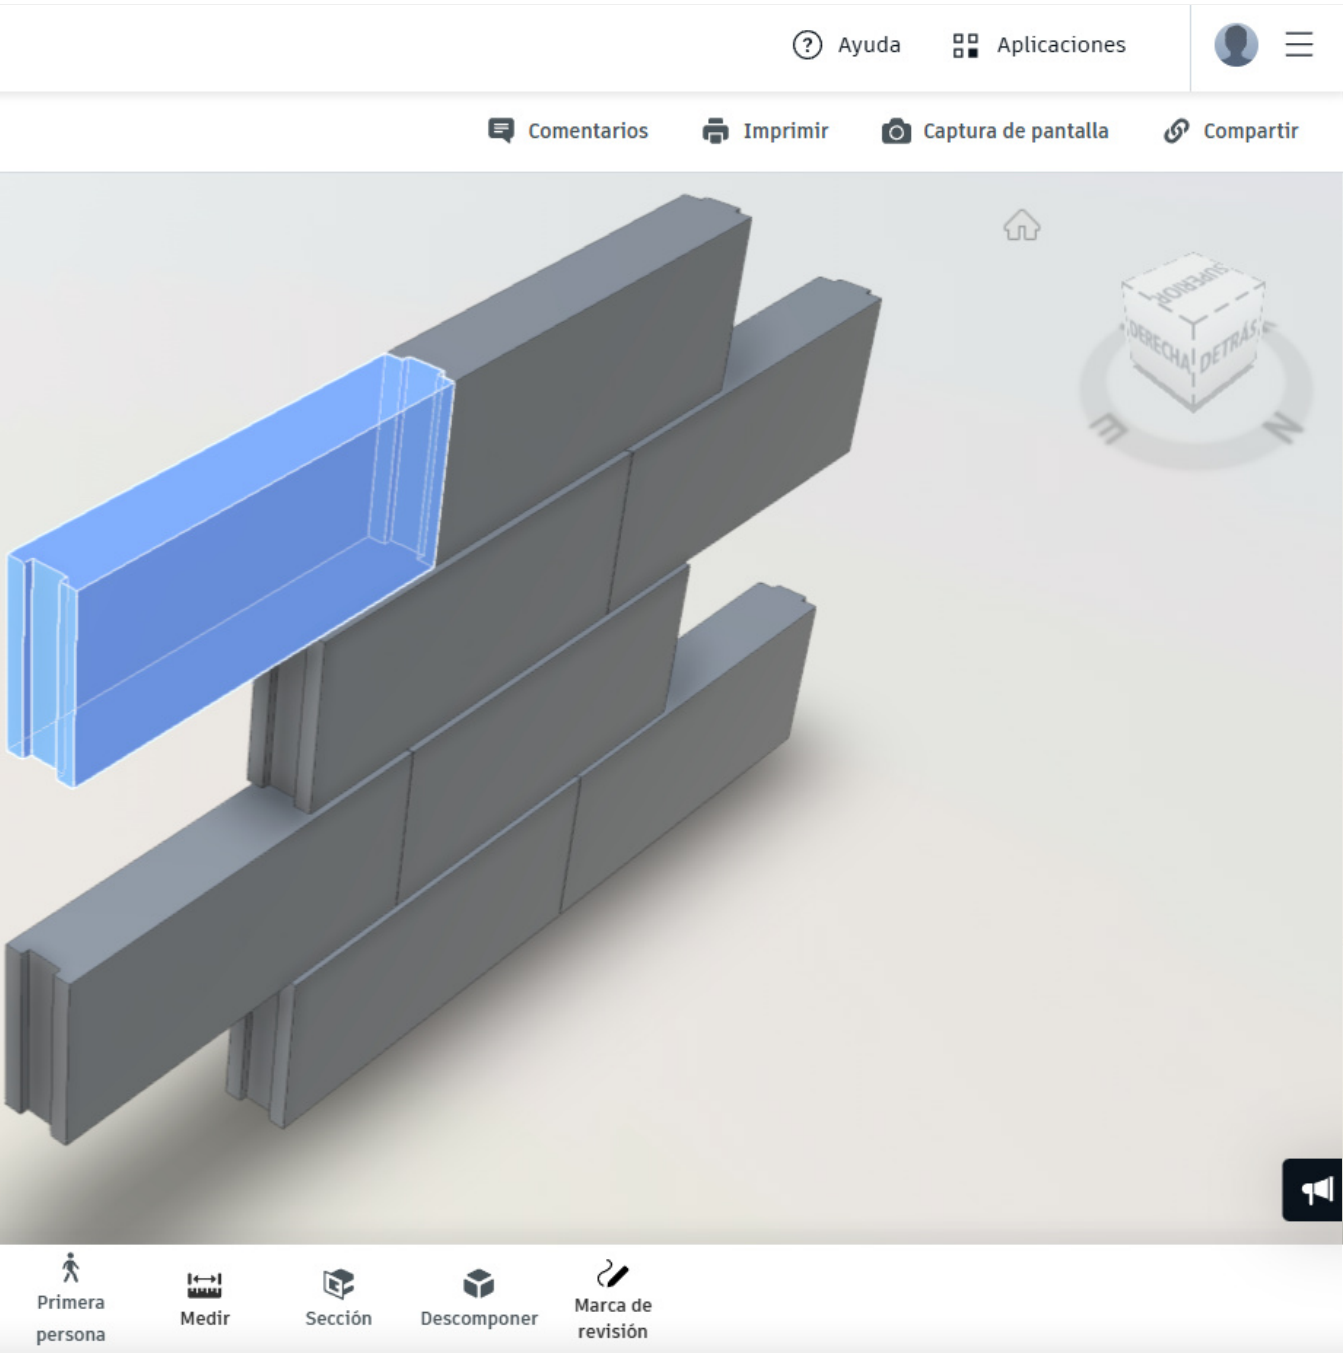 Ayuda
Aplicaciones
Comentarios
Imprimir
Captura de pantalla
Compartir
SUPERIOR
DERECHA
DETRÁS
E
N
Primera
persona
Medir
Sección
Descomponer
Marca de
revisión